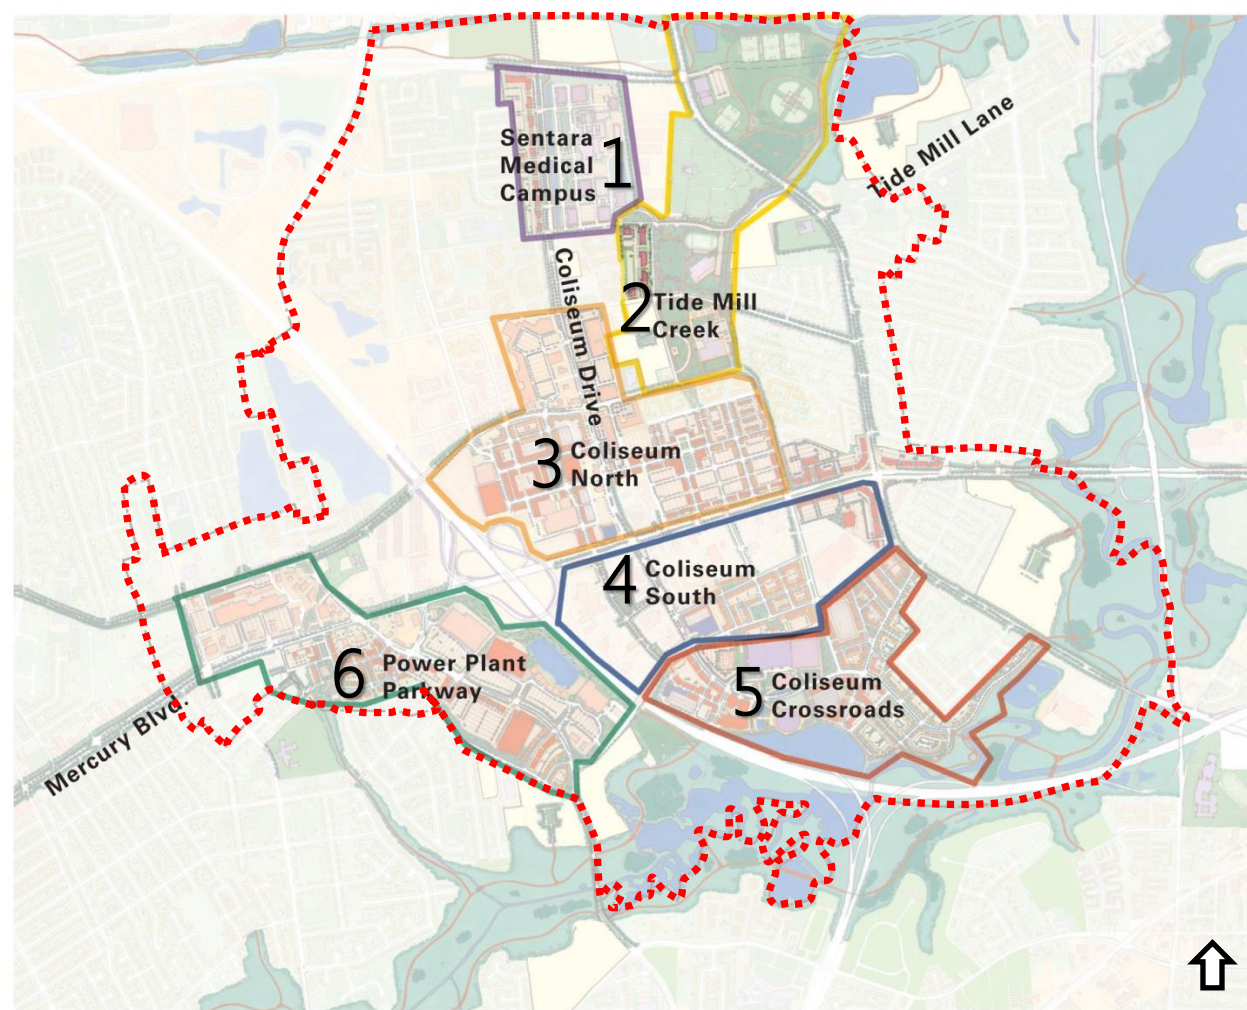 Sentara
Medical
Campus
1
Tide Mill Lane
Coliseum Drive
2
Tide Mill
Creek
3
Coliseum
North
4
Coliseum
South
5
Coliseum
Crossroads
6
Power Plant
Parkway
Mercury Blvd.